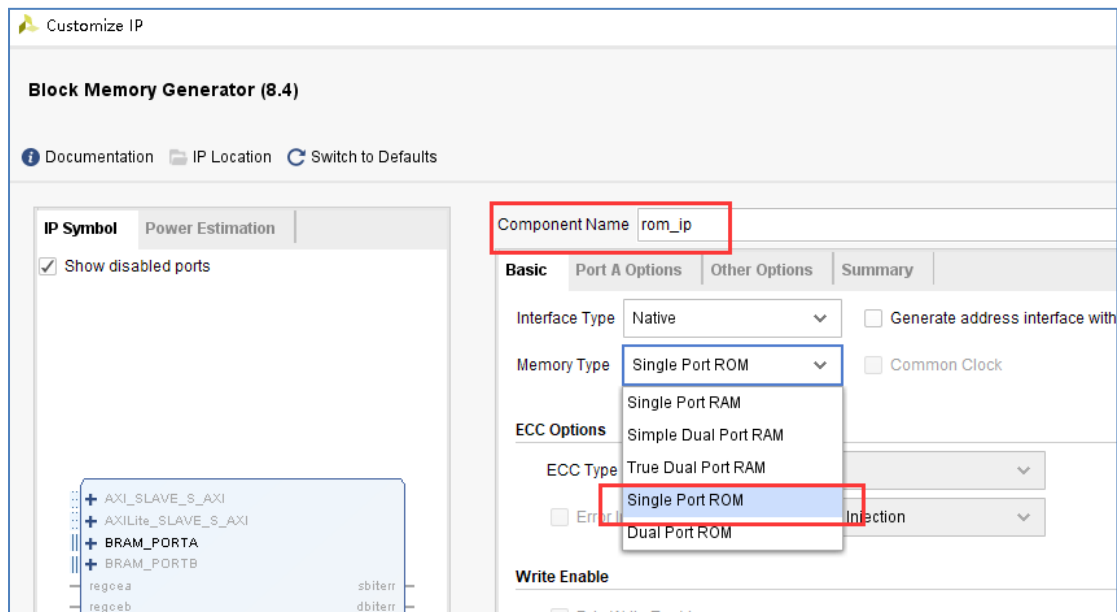 Customize IP
Block Memory Generator (8.4)
Documentation IP Location Switch to Defaults
IP Symbol Power Estimation
Show disabled ports
AXI_SLAVE_S_AXI
AXILite_SLAVE_S_AXI
BRAM_PORTA
BRAM_PORTB
regcea sbiterr
regceb dbiterr
Component Name rom_ip
Basic Port A Options Other Options Summary
Interface Type Native Generate address interface with
Memory Type Single Port ROM Common Clock
Single Port RAM
ECC Options
Simple Dual Port RAM
ECC Type True Dual Port RAM
Single Port ROM
Error Injection
Dual Port ROM
Write Enable